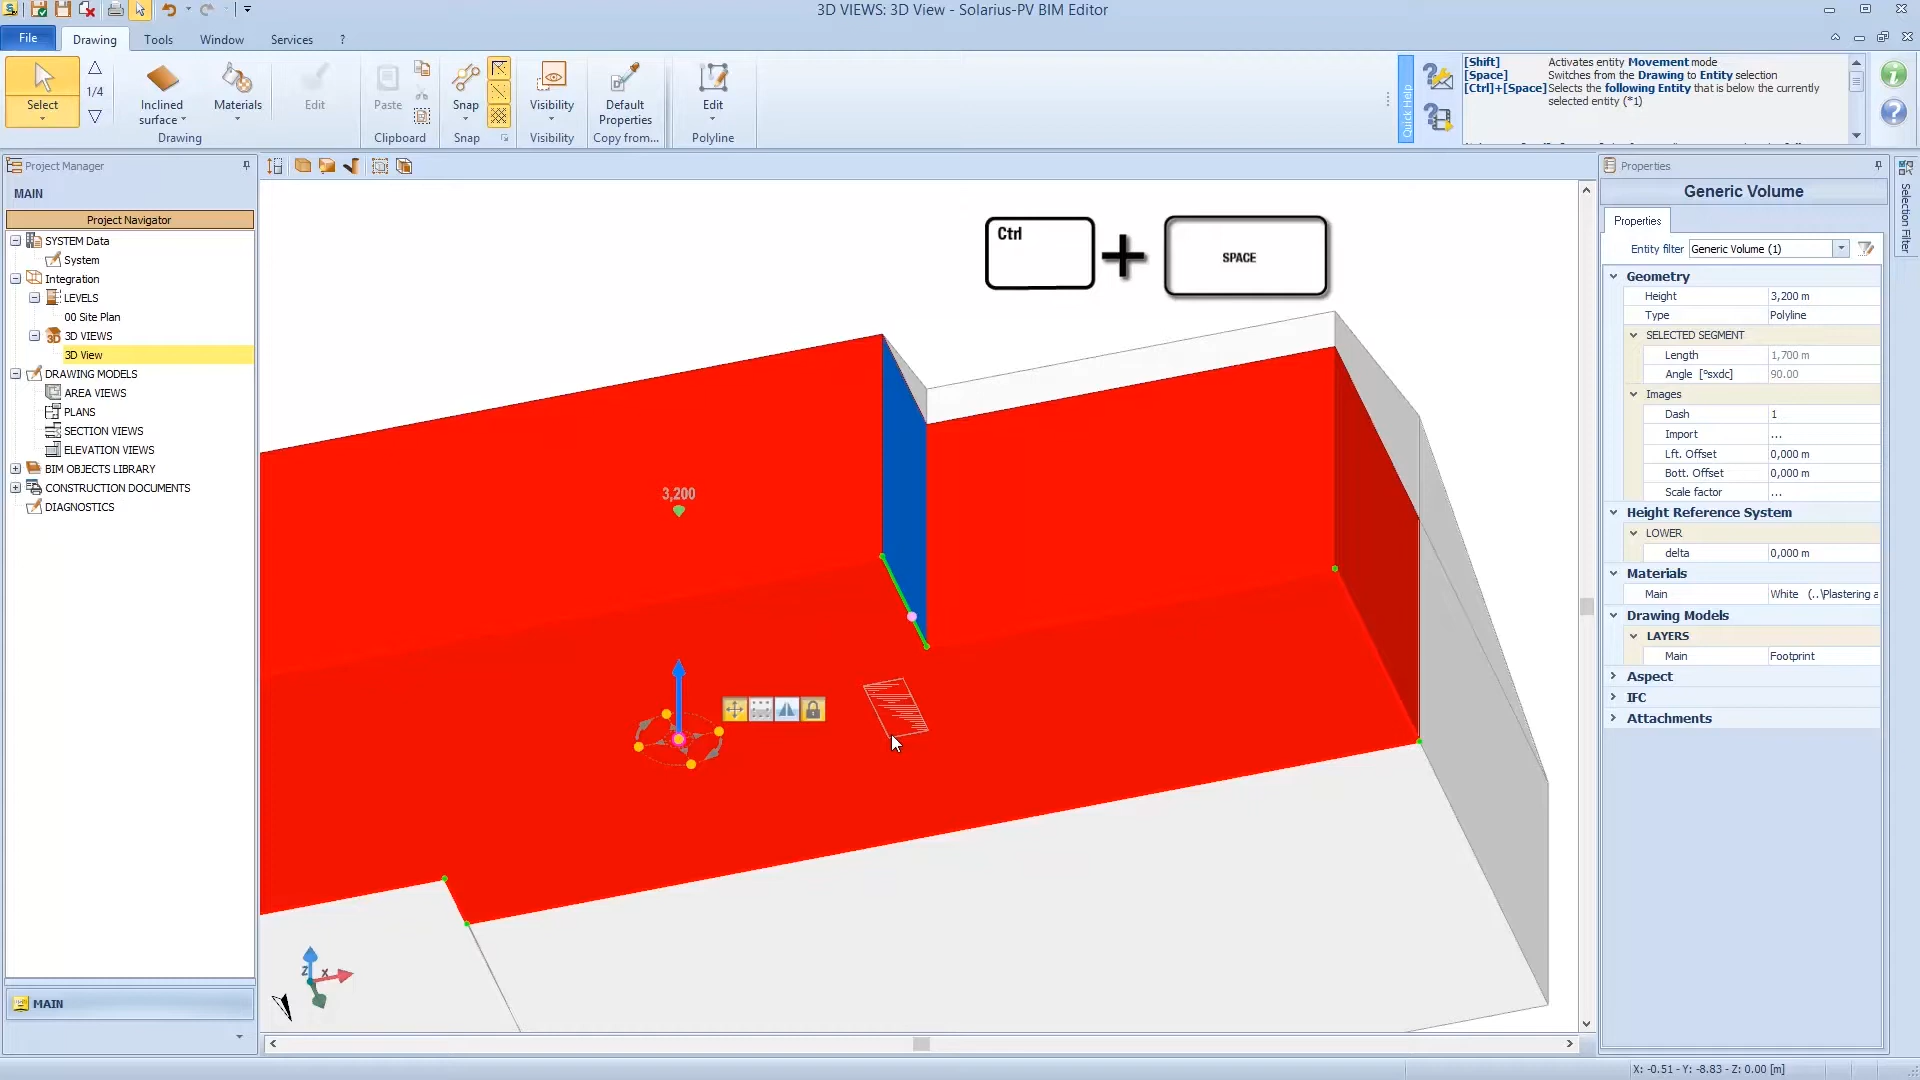 3D VIEWS: 3D View - Solarius-PV BIM Editor
File
Drawing
Tools
Window
Services
?
Select
1/4
Inclined
surface
Materials
Edit
Drawing
Paste
Clipboard
Snap
Snap
Visibility
Visibility
Default
Properties
Copy from...
Edit
Polyline
Quick Help
[Shift] Activates entity Movement mode
[Space] Switches from the Drawing to Entity selection
[Ctrl]+[Space] Selects the following Entity that is below the currently
selected entity (*1)
Project Manager
MAIN
Project Navigator
SYSTEM Data
System
Integration
LEVELS
00 Site Plan
3D VIEWS
3D View
DRAWING MODELS
AREA VIEWS
PLANS
SECTION VIEWS
ELEVATION VIEWS
BIM OBJECTS LIBRARY
CONSTRUCTION DOCUMENTS
DIAGNOSTICS
MAIN
Ctrl
SPACE
3,200
Z
X
Properties
Generic Volume
Properties
Entity filter Generic Volume (1)
Geometry
Height 3,200 m
Type Polyline
SELECTED SEGMENT
Length 1,700 m
Angle [°sxdc] 90.00
Images
Dash 1
Import ...
Lft. Offset 0,000 m
Bott. Offset 0,000 m
Scale factor ...
Height Reference System
LOWER
delta 0,000 m
Materials
Main White (..\Plastering a
Drawing Models
LAYERS
Main Footprint
Aspect
IFC
Attachments
Selection Filter
X: -0.51 - Y: -8.83 - Z: 0.00 [m]